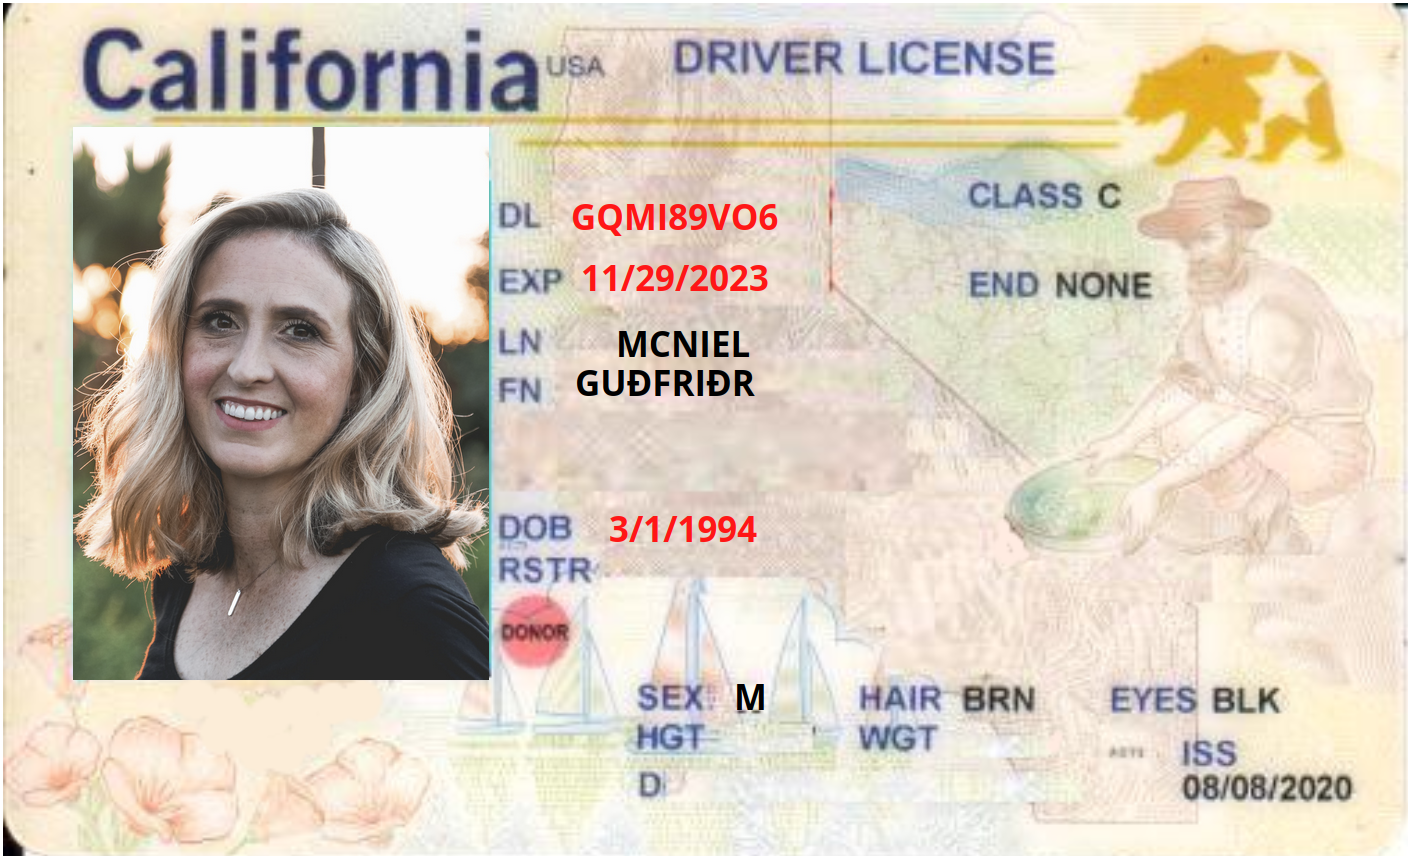 California USA DRIVER LICENSE
DL GQMI89VO6 CLASS C
EXP 11/29/2023 END NONE
LN MCNIEL
FN GUÐFRIÐR
DOB 3/1/1994
RSTR
DONOR
SEX M HAIR BRN EYES BLK
HGT WGT
ISS
D 08/08/2020